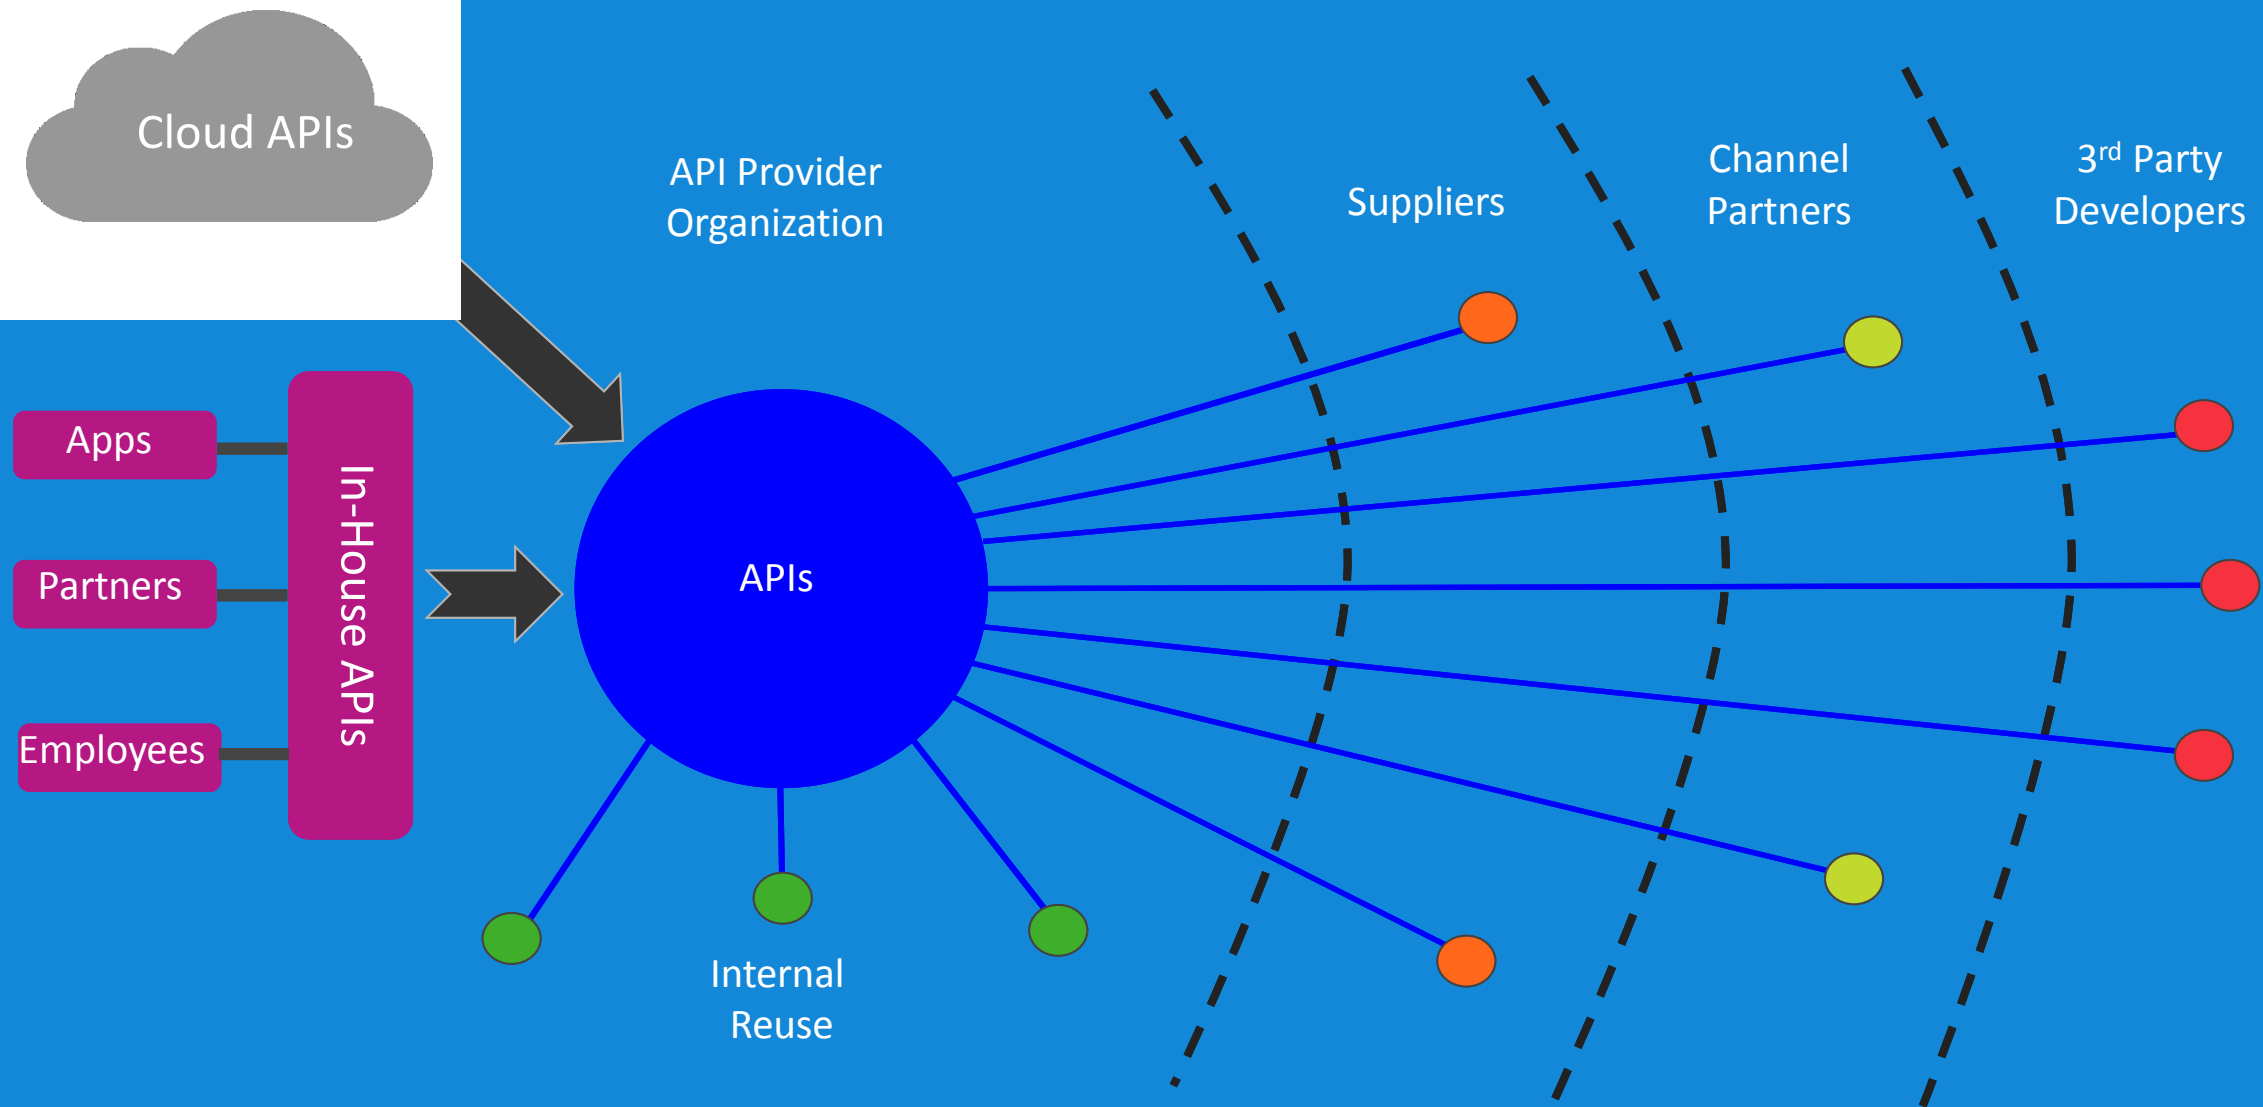 Cloud APIs
API Provider
Organization
Suppliers
Channel
Partners
3rd Party
Developers
Apps
Partners
Employees
In-House APIs
APIs
Internal
Reuse